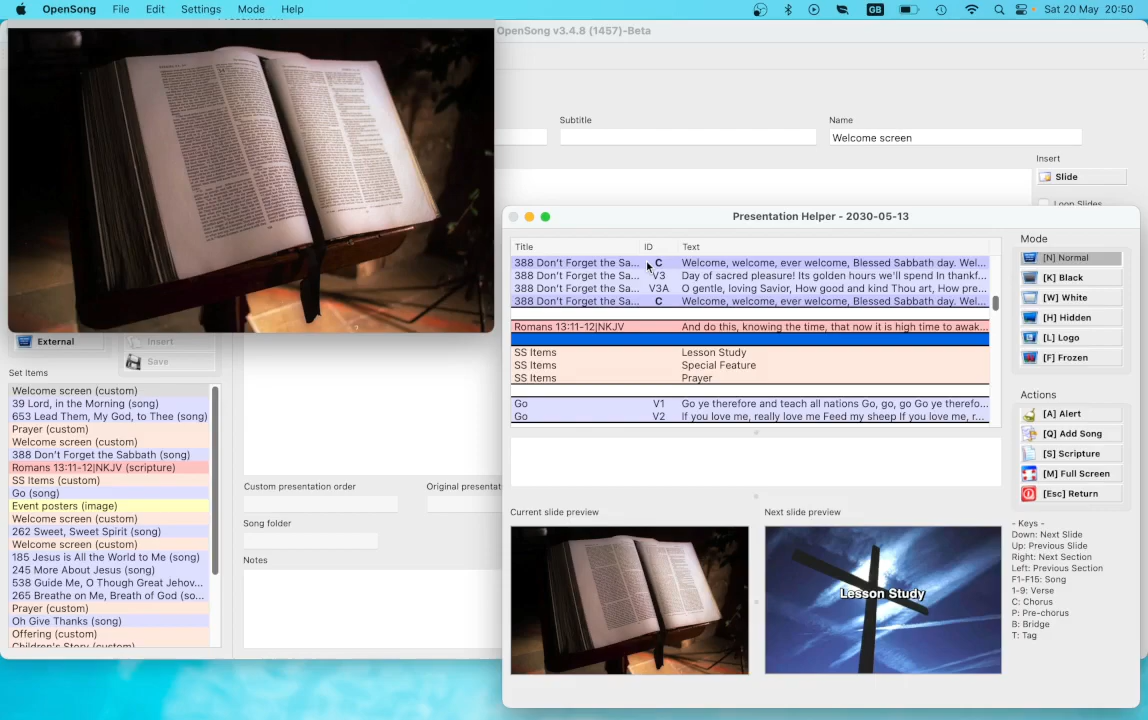 OpenSong File Edit Settings Mode Help GB Sat 20 May 20:50
OpenSong v3.4.8 (1457)-Beta
Subtitle Name
Welcome screen
Insert
Slide
Loop Slides
External
Insert
Save
Set Items
Welcome screen (custom)
39 Lord, in the Morning (song)
653 Lead Them, My God, to Thee (song)
Prayer (custom)
Welcome screen (custom)
388 Don't Forget the Sabbath (song)
Romans 13:11-12|NKJV (scripture)
SS Items (custom)
Go (song)
Event posters (image)
Welcome screen (custom)
262 Sweet, Sweet Spirit (song)
Welcome screen (custom)
185 Jesus is All the World to Me (song)
245 More About Jesus (song)
538 Guide Me, O Though Great Jehov...
265 Breathe on Me, Breath of God (so...
Prayer (custom)
Oh Give Thanks (song)
Offering (custom)
Children's Story (custom)
Custom presentation order
Original presentat
Song folder
Notes
Presentation Helper - 2030-05-13
Title ID Text
388 Don't Forget the Sa... C Welcome, welcome, ever welcome, Blessed Sabbath day. Wel...
388 Don't Forget the Sa... V3 Day of sacred pleasure! Its golden hours we'll spend In thankf...
388 Don't Forget the Sa... V3A O gentle, loving Savior, How good and kind Thou art, How pre...
388 Don't Forget the Sa... C Welcome, welcome, ever welcome, Blessed Sabbath day. Wel...
Romans 13:11-12|NKJV And do this, knowing the time, that now it is high time to awak...
SS Items Lesson Study
SS Items Special Feature
SS Items Prayer
Go V1 Go ye therefore and teach all nations Go, go, go Go ye therefo...
Go V2 If you love me, really love me Feed my sheep If you love me, r...
Current slide preview
Next slide preview
Lesson Study
Mode
[N] Normal
[K] Black
[W] White
[H] Hidden
[L] Logo
[F] Frozen
Actions
[A] Alert
[Q] Add Song
[S] Scripture
[M] Full Screen
[Esc] Return
- Keys -
Down: Next Slide
Up: Previous Slide
Right: Next Section
Left: Previous Section
F1-F15: Song
1-9: Verse
C: Chorus
P: Pre-chorus
B: Bridge
T: Tag